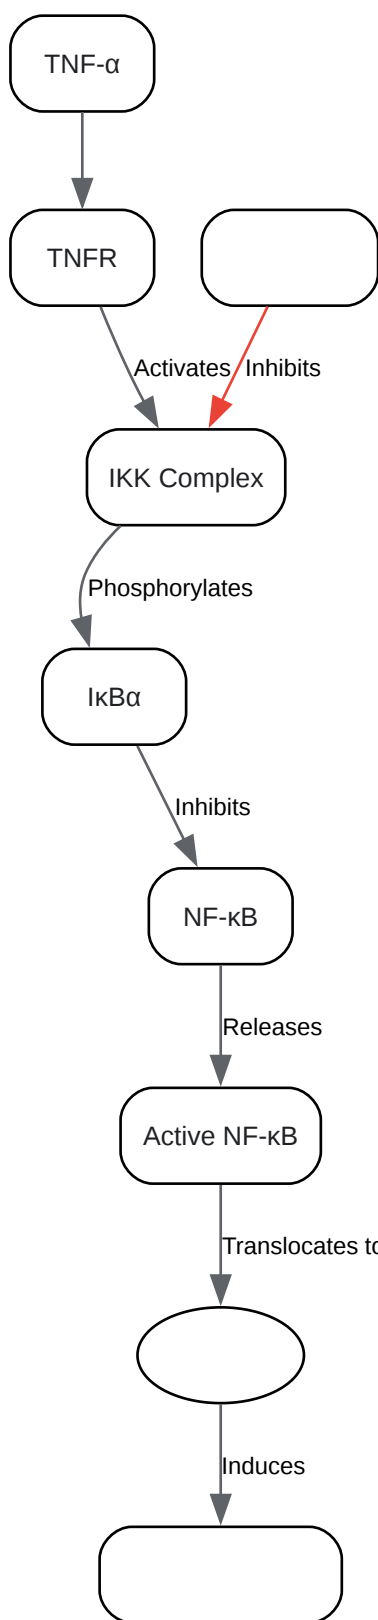 TNF-α
TNFR
Activates
Inhibits
IKK Complex
Phosphorylates
IκBα
Inhibits
NF-κB
Releases
Active NF-κB
Translocates to
Induces